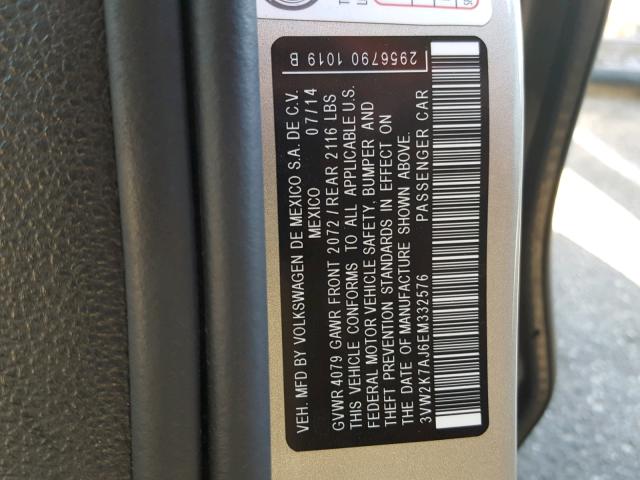 VEH. MFD BY VOLKSWAGEN DE MEXICO S.A. DE C.V.
MEXICO 07/14
GVWR 4079 GAWR FRONT 2072/REAR 2116 LBS
THIS VEHICLE CONFORMS TO ALL APPLICABLE U.S.
FEDERAL MOTOR VEHICLE SAFETY, BUMPER AND
THEFT PREVENTION STANDARDS IN EFFECT ON
THE DATE OF MANUFACTURE SHOWN ABOVE.
3VW2K7AJ6EM332576 PASSENGER CAR
2956790 1019 B